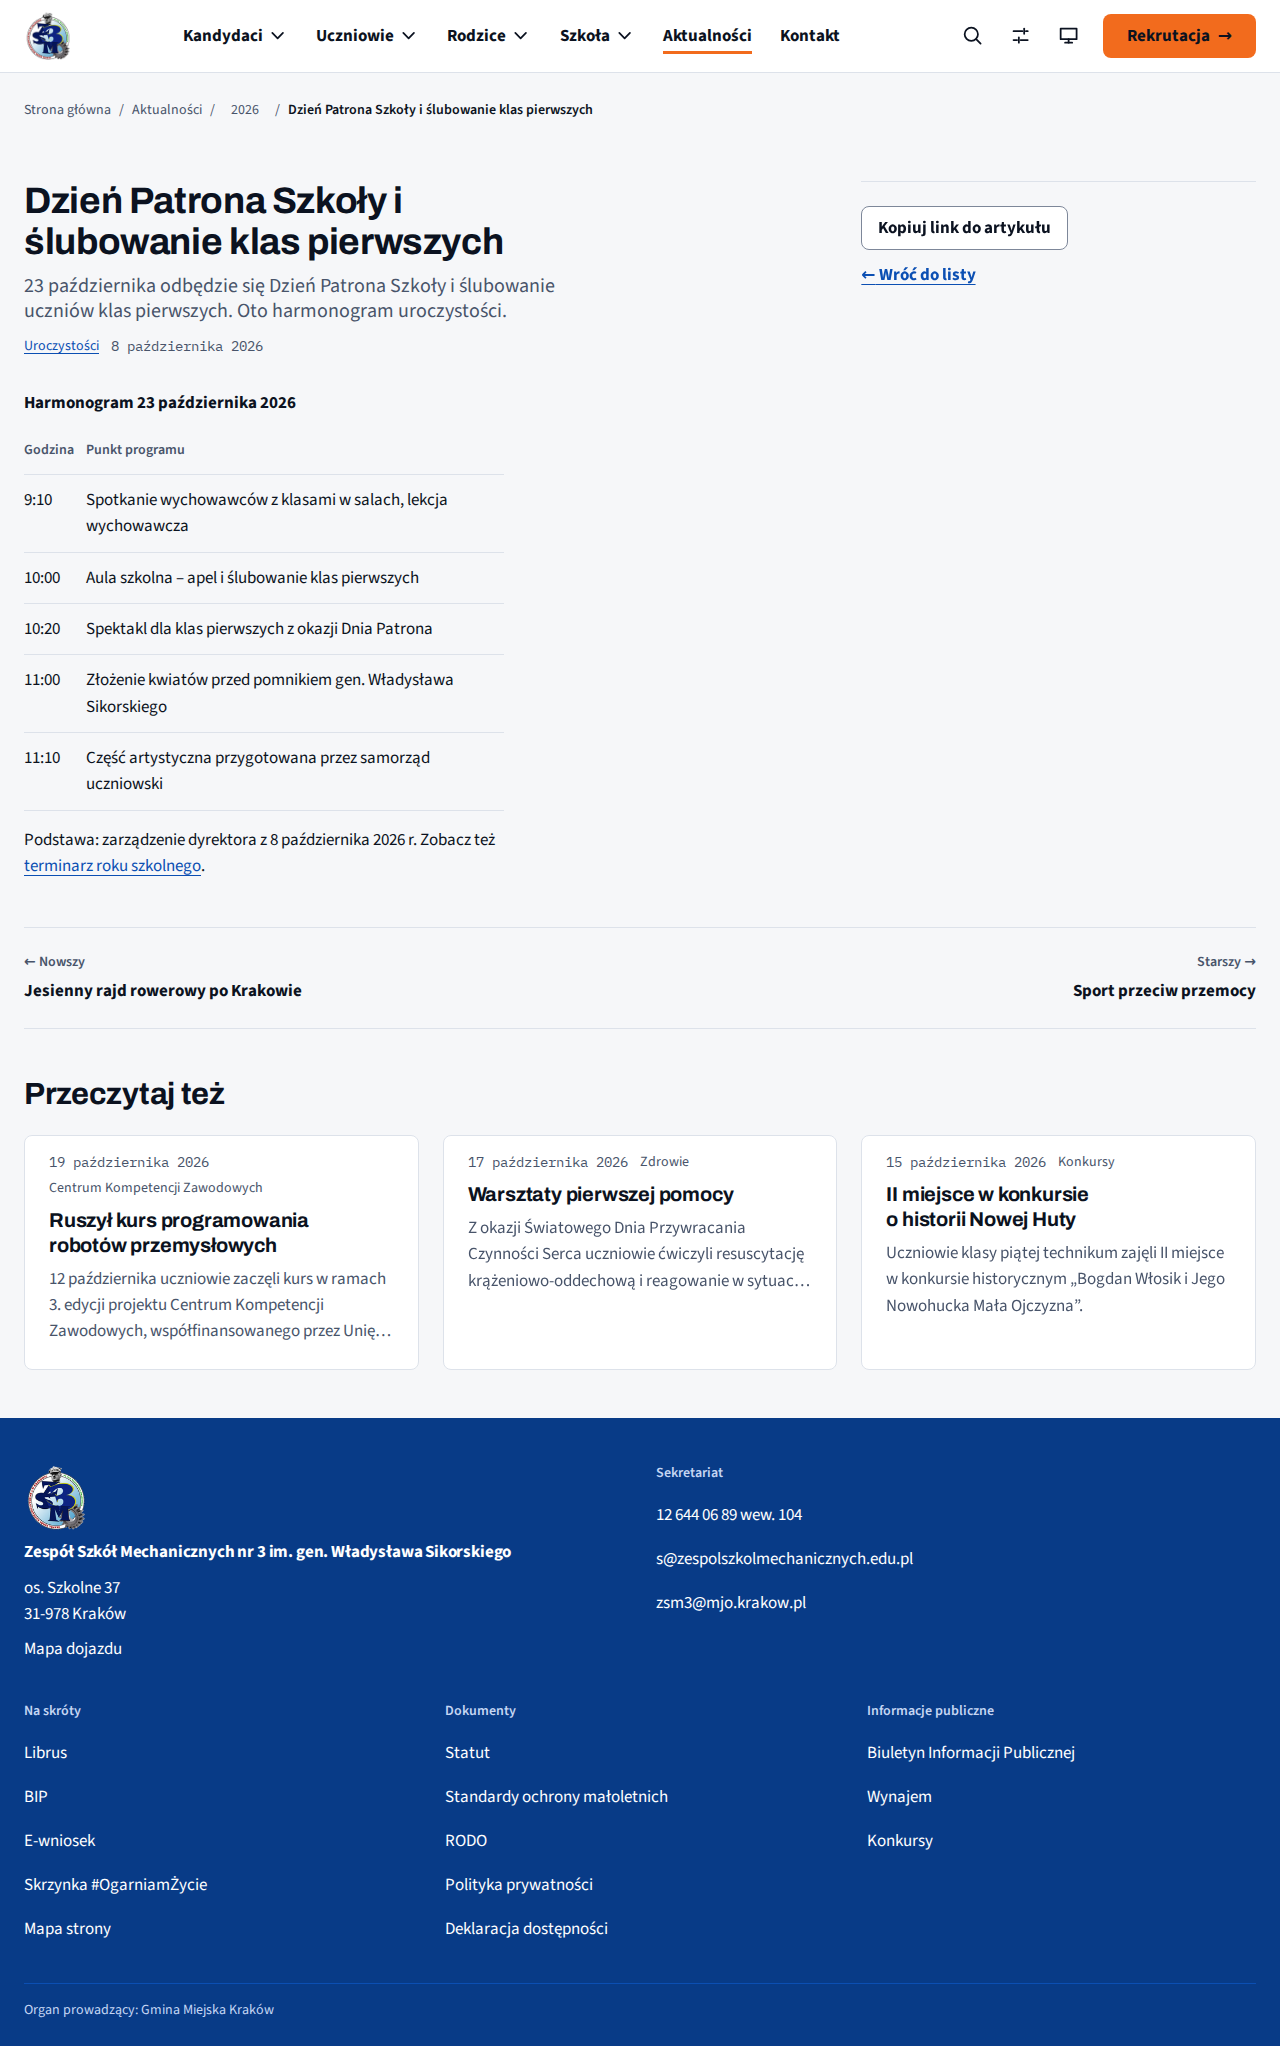 Kandydaci
Uczniowie
Rodzice
Szkoła
Aktualności
Kontakt
Rekrutacja →
Strona główna / Aktualności / 2026 / Dzień Patrona Szkoły i ślubowanie klas pierwszych
Dzień Patrona Szkoły i
ślubowanie klas pierwszych
23 października odbędzie się Dzień Patrona Szkoły i ślubowanie
uczniów klas pierwszych. Oto harmonogram uroczystości.
Uroczystości 8 października 2026
Kopiuj link do artykułu
← Wróć do listy
Harmonogram 23 października 2026
Godzina Punkt programu
9:10 Spotkanie wychowawców z klasami w salach, lekcja
wychowawcza
10:00 Aula szkolna – apel i ślubowanie klas pierwszych
10:20 Spektakl dla klas pierwszych z okazji Dnia Patrona
11:00 Złożenie kwiatów przed pomnikiem gen. Władysława
Sikorskiego
11:10 Część artystyczna przygotowana przez samorząd
uczniowski
Podstawa: zarządzenie dyrektora z 8 października 2026 r. Zobacz też
terminarz roku szkolnego.
← Nowszy
Jesienny rajd rowerowy po Krakowie
Starszy →
Sport przeciw przemocy
Przeczytaj też
19 października 2026
Centrum Kompetencji Zawodowych
Ruszył kurs programowania
robotów przemysłowych
12 października uczniowie zaczęli kurs w ramach
3. edycji projektu Centrum Kompetencji
Zawodowych, współfinansowanego przez Unię…
17 października 2026 Zdrowie
Warsztaty pierwszej pomocy
Z okazji Światowego Dnia Przywracania
Czynności Serca uczniowie ćwiczyli resuscytację
krążeniowo-oddechową i reagowanie w sytuac…
15 października 2026 Konkursy
II miejsce w konkursie
o historii Nowej Huty
Uczniowie klasy piątej technikum zajęli II miejsce
w konkursie historycznym „Bogdan Włosik i Jego
Nowohucka Mała Ojczyzna”.
Zespół Szkół Mechanicznych nr 3 im. gen. Władysława Sikorskiego
os. Szkolne 37
31-978 Kraków
Mapa dojazdu
Sekretariat
12 644 06 89 wew. 104
s@zespolszkolmechanicznych.edu.pl
zsm3@mjo.krakow.pl
Na skróty
Librus
BIP
E-wniosek
Skrzynka #OgarniamŻycie
Mapa strony
Dokumenty
Statut
Standardy ochrony małoletnich
RODO
Polityka prywatności
Deklaracja dostępności
Informacje publiczne
Biuletyn Informacji Publicznej
Wynajem
Konkursy
Organ prowadzący: Gmina Miejska Kraków